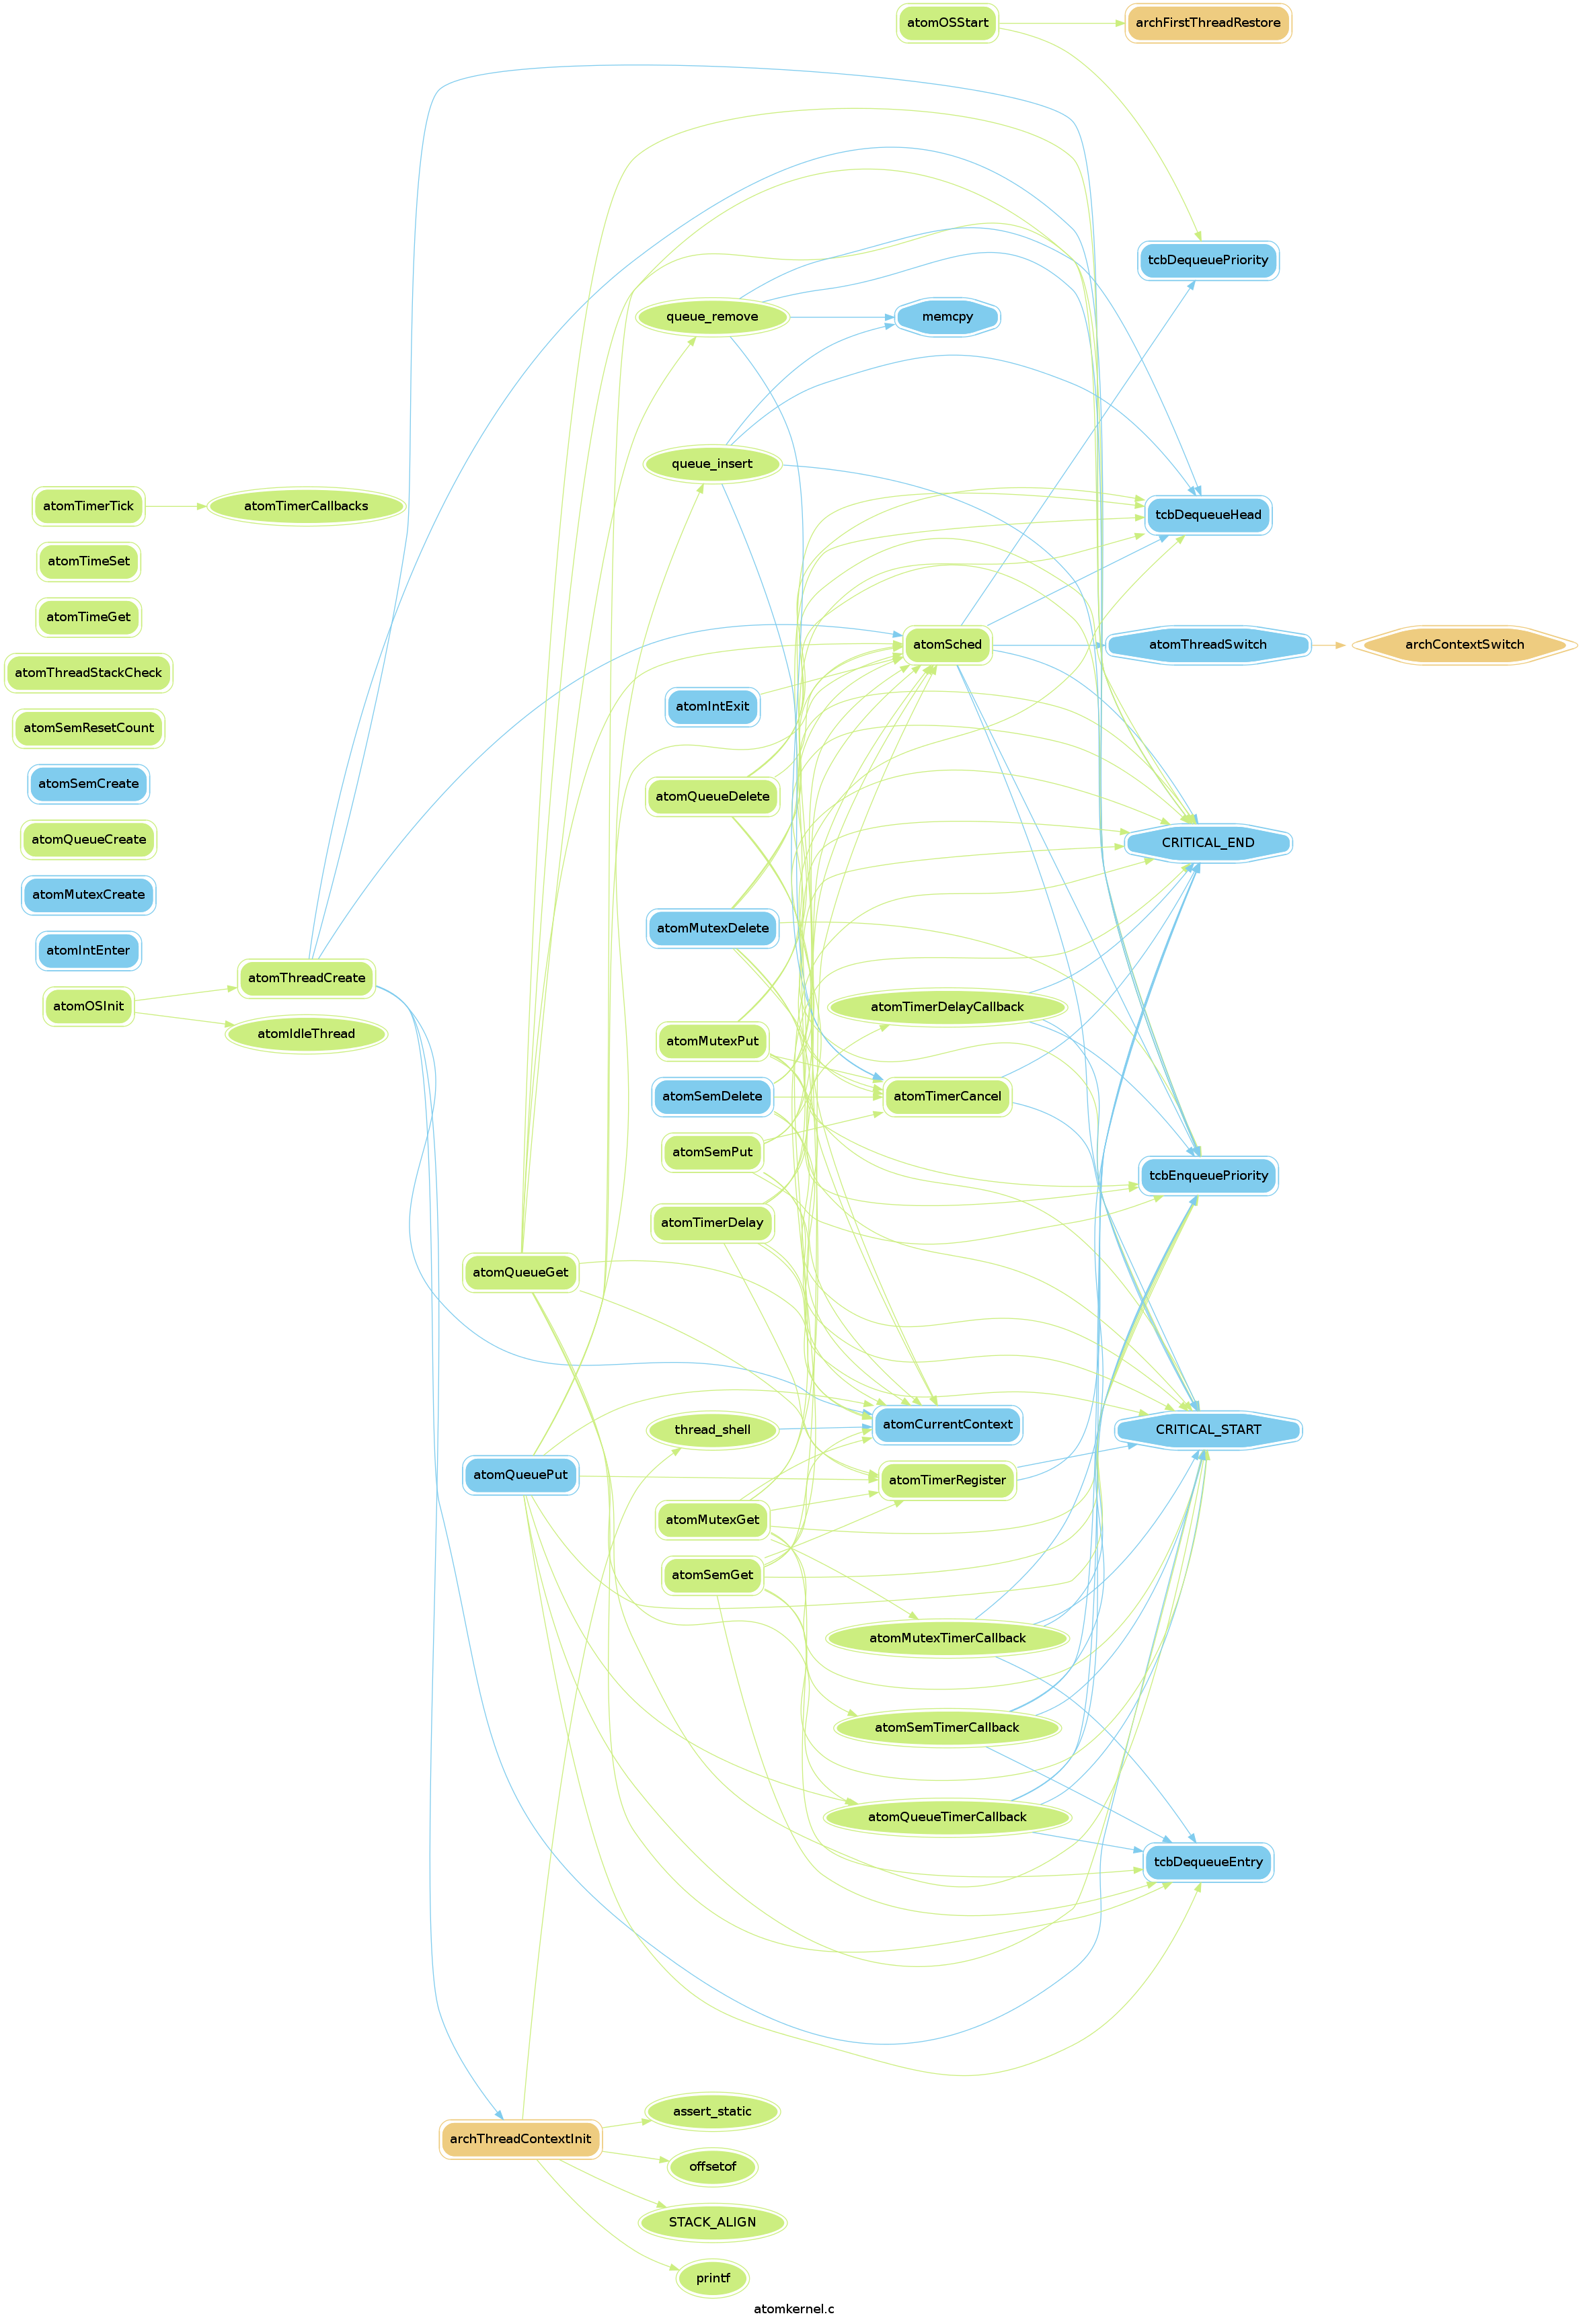 atomOSStart
archFirstThreadRestore
tcbDequeuePriority
queue_remove
memcpy
queue_insert
atomTimerTick
atomTimerCallbacks
tcbDequeueHead
atomTimeSet
atomTimeGet
atomSched
atomThreadSwitch
archContextSwitch
atomThreadStackCheck
atomIntExit
atomSemResetCount
atomSemCreate
atomQueueDelete
atomQueueCreate
CRITICAL_END
atomMutexCreate
atomMutexDelete
atomIntEnter
atomThreadCreate
atomOSInit
atomTimerDelayCallback
atomIdleThread
atomMutexPut
atomSemDelete
atomTimerCancel
atomSemPut
tcbEnqueuePriority
atomTimerDelay
atomQueueGet
atomCurrentContext
thread_shell
CRITICAL_START
atomQueuePut
atomTimerRegister
atomMutexGet
atomSemGet
atomMutexTimerCallback
atomSemTimerCallback
atomQueueTimerCallback
tcbDequeueEntry
assert_static
archThreadContextInit
offsetof
STACK_ALIGN
printf
atomkernel.c